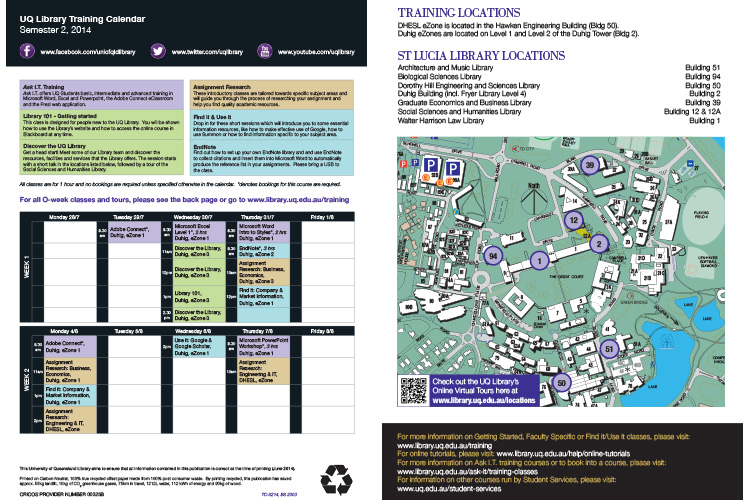 UQ Library Training Calendar
Semester 2, 2014
www.facebook.com/uniofqldlibrary
www.twitter.com/uqlibrary
You Tube
www.youtube.com/uqlibrary
Ask I.T. Training
Ask I.T. offers UQ Students basic, intermediate and advanced training in
Microsoft Word, Excel and Powerpoint, the Adobe Connect eClassroom
and the Fred web application.
Library 101 - Getting started
This class is designed for people new to the UQ Library. You will be shown
how to use the Library's website and how to access the online course in
Blackboard at any time.
Discover the UQ Library
Get a head start! Meet some of our Library team and discover the
resources, facilities and services that the Library offers. The session starts
with a short talk in the locations listed below, followed by a tour of the
Social Sciences and Humanities Library.
Assignment Research
These introductory classes are tailored towards specific subject areas and
will guide you through the process of researching your assignment and
help you find quality academic resources.
Find it & Use it
Drop in for these short sessions which will introduce you to some essential
information resources, like how to make effective use of Google, how to
use Summon or how to find information specific to your subject area.
EndNote
Find out how to set up your own EndNote library and and use EndNote
to collect citations and insert them into Microsoft Word to automatically
produce the reference list in your assignments. Please bring a USB to
the class.
All classes are for 1 hour and no bookings are required unless specified otherwise in the calendar. *denotes bookings for this course are required.
For all O-week classes and tours, please see the back page or go to www.library.uq.edu.au/training
Monday 28/7 Tuesday 29/7 Wednesday 30/7 Thursday 31/7 Friday 1/8
WEEK 1
9.30 am Adobe Connect*, Duhig, eZone 1
8.30 am Microsoft Excel Level 1*, 2 hrs Duhig, eZone 1
8.30 am Microsoft Word Intro to Styles*, 2 hrs Duhig, eZone 1
11am Discover the Library, Duhig, eZone 3
9.30 am EndNote*, 2 hrs Duhig, eZone 2
12pm Discover the Library, Duhig, eZone 3
10am Assignment Research: Business, Economics, Duhig, eZone 3
1pm Library 101, Duhig, eZone 3
12pm Find It: Company & Market Information, Duhig, eZone 1
2.30 pm Discover the Library, Duhig, eZone 3
Monday 4/8 Tuesday 5/8 Wednesday 6/8 Thursday 7/8 Friday 8/8
WEEK 2
8.30 am Adobe Connect*, Duhig, eZone 1
2pm Use it: Google & Google Scholar, Duhig, eZone 1
8.30 am Microsoft PowerPoint Workshop*, 2 hrs Duhig, eZone 1
11am Assignment Research: Business, Economics, Duhig, eZone 1
10am Assignment Research: Engineering & IT, DHESL, eZone
1pm Find It: Company & Market Information, Duhig, eZone 1
2pm Assignment Research: Engineering & IT, DHESL, eZone
This University of Queensland Library aims to ensure that all information contained in this publication is correct at the time of printing (June 2014).
CRICOS PROVIDER NUMBER 00025B
TRAINING LOCATIONS
DHESL eZone is located in the Hawken Engineering Building (Bldg 50).
Duhig eZones are located on Level 1 and Level 2 of the Duhig Tower (Bldg 2).
ST LUCIA LIBRARY LOCATIONS
Architecture and Music Library Building 51
Biological Sciences Library Building 94
Dorothy Hill Engineering and Sciences Library Building 50
Duhig Building (incl. Fryer Library Level 4) Building 2
Graduate Economics and Business Library Building 39
Social Sciences and Humanities Library Building 12 & 12A
Walter Harrison Law Library Building 1
TO CITY
P P
North
39
12
2
94
1
THE GREAT COURT
PLAYING FIELD 4
GREEN BRIDGE
LAKE
LAKE
51
50
LAKE
Check out the UQ Library's
Online Virtual Tours here at
www.library.uq.edu.au/locations
For more information on Getting Started, Faculty Specific or Find it/Use It classes, please visit:
www.library.uq.edu.au/training
For online tutorials, please visit: www.library.uq.edu.au/help/online-tutorials
For more information on Ask I.T. training courses or to book into a course, please visit:
www.library.uq.edu.au/ask-it/training-classes
For information on other courses run by Student Services, please visit:
www.uq.edu.au/student-services